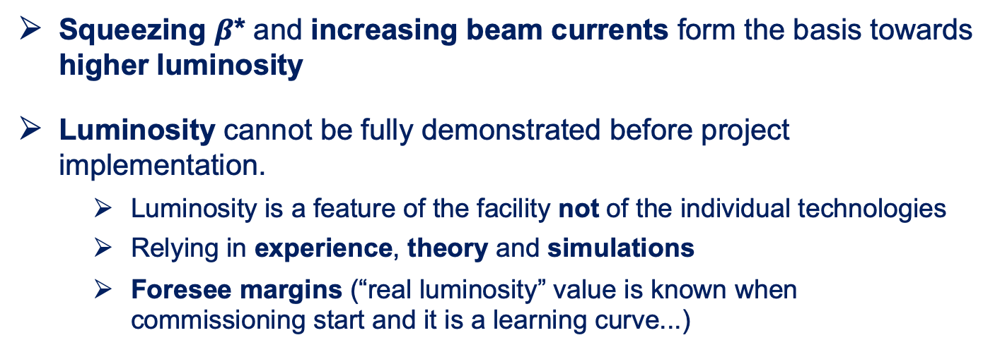 ➢ Squeezing β* and increasing beam currents form the basis towards
higher luminosity
➢ Luminosity cannot be fully demonstrated before project
implementation.
➢ Luminosity is a feature of the facility not of the individual technologies
➢ Relying in experience, theory and simulations
➢ Foresee margins (“real luminosity” value is known when
commissioning start and it is a learning curve...)